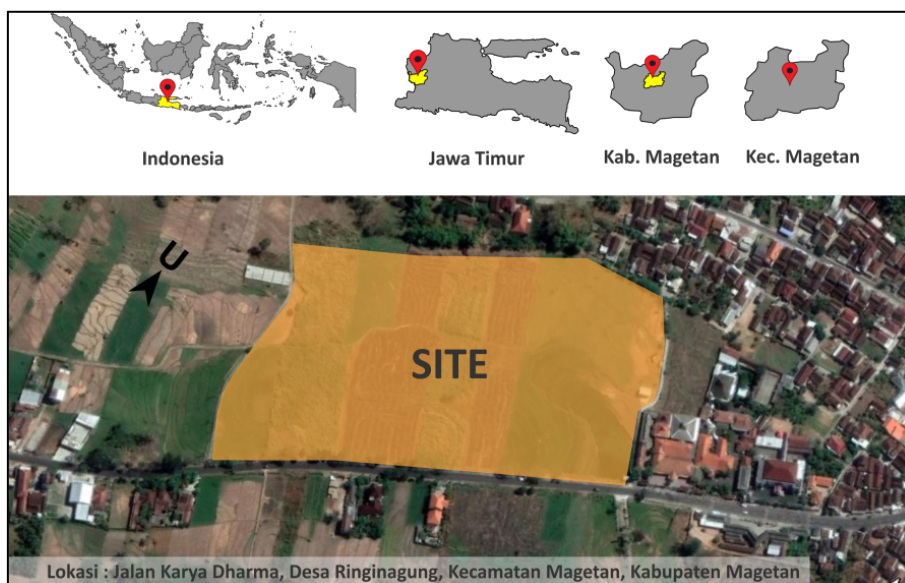 Indonesia
Jawa Timur
Kab. Magetan
Kec. Magetan
U
SITE
Lokasi : Jalan Karya Dharma, Desa Ringinagung, Kecamatan Magetan, Kabupaten Magetan